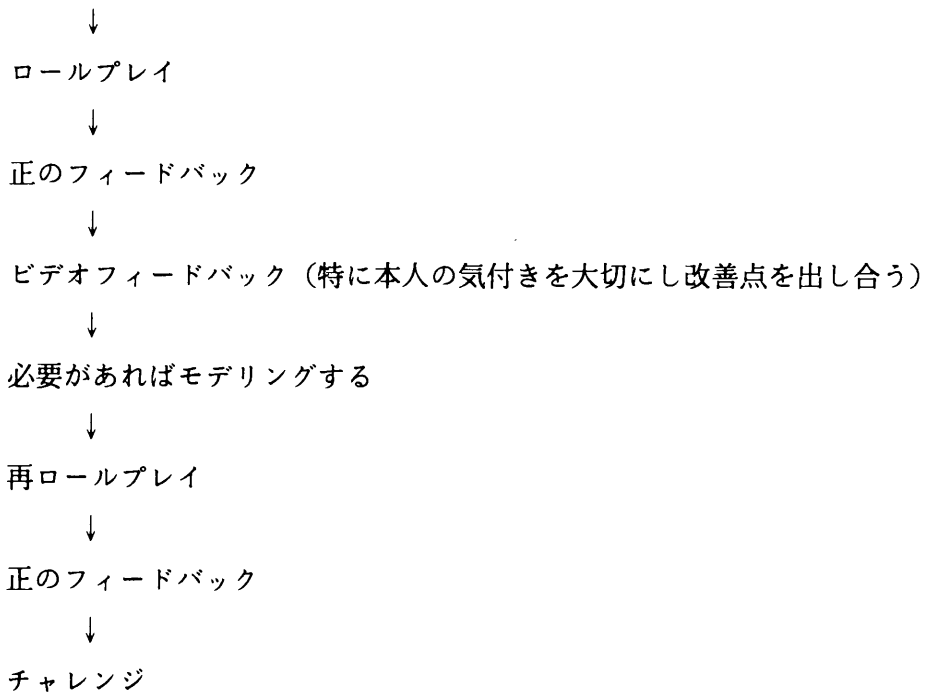 ↓
ロールプレイ
↓
正のフィードバック
↓
ビデオフィードバック（特に本人の気付きを大切にし改善点を出し合う）
↓
必要があればモデリングする
↓
再ロールプレイ
↓
正のフィードバック
↓
チャレンジ